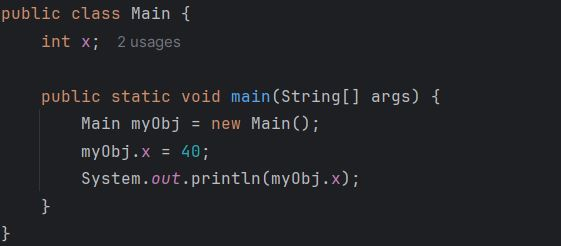 public class Main {
int x; 2 usages
public static void main(String[] args) {
Main myObj = new Main();
myObj.x = 40;
System.out.println(myObj.x);
}
}